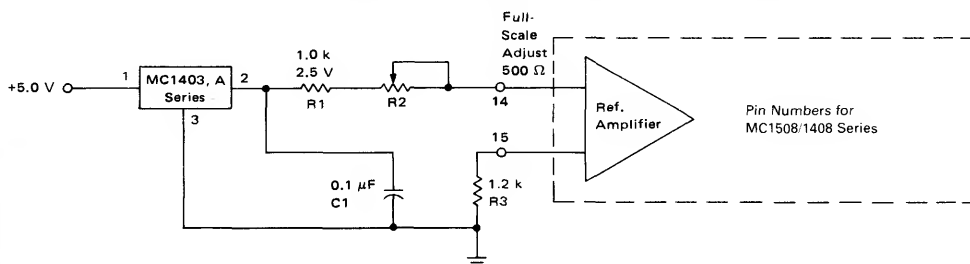 Full-
Scale
Adjust
500 Ω
1.0 k
2.5 V
R1
R2
+5.0 V
1
MC1403, A
Series
2
3
14
Ref.
Amplifier
Pin Numbers for
MC1508/1408 Series
15
0.1 µF
C1
1.2 k
R3